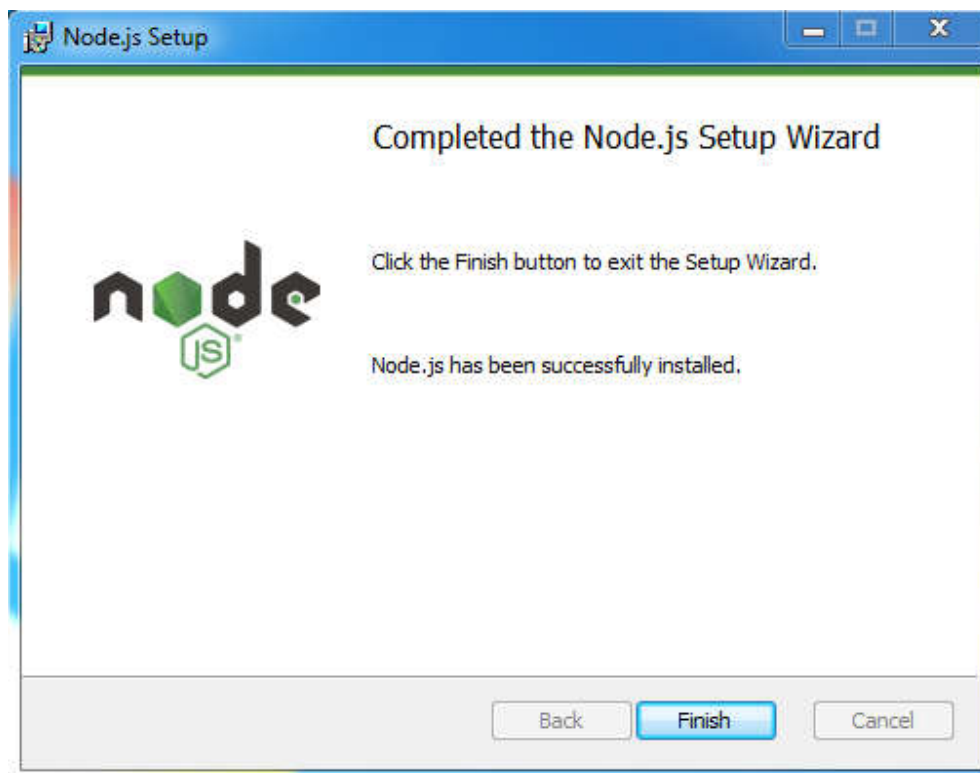 Node.js Setup
Completed the Node.js Setup Wizard
Click the Finish button to exit the Setup Wizard.
node
JS
Node.js has been successfully installed.
Back
Finish
Cancel